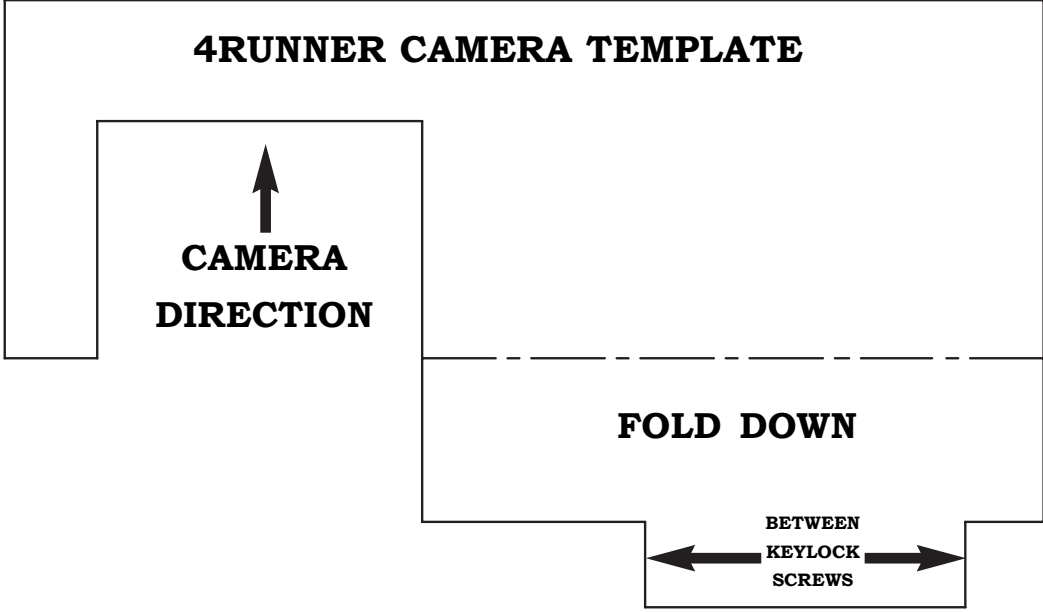 4RUNNER CAMERA TEMPLATE
CAMERA
DIRECTION
FOLD DOWN
BETWEEN
KEYLOCK
SCREWS